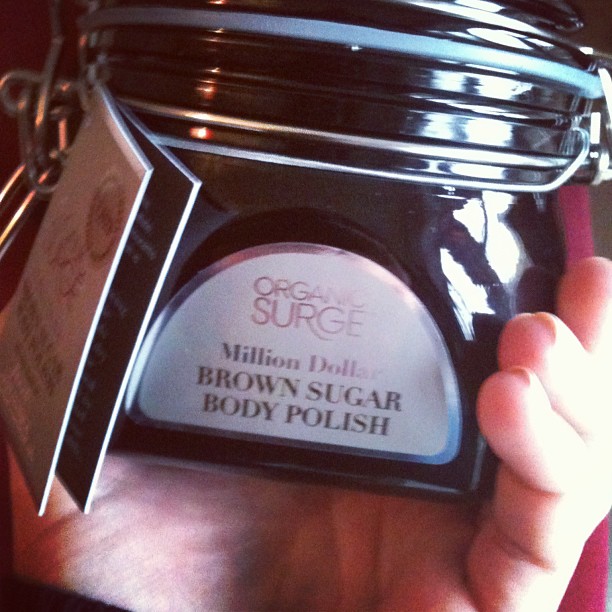 ORGANIC
SURGE
Million Dollar
BROWN SUGAR
BODY POLISH